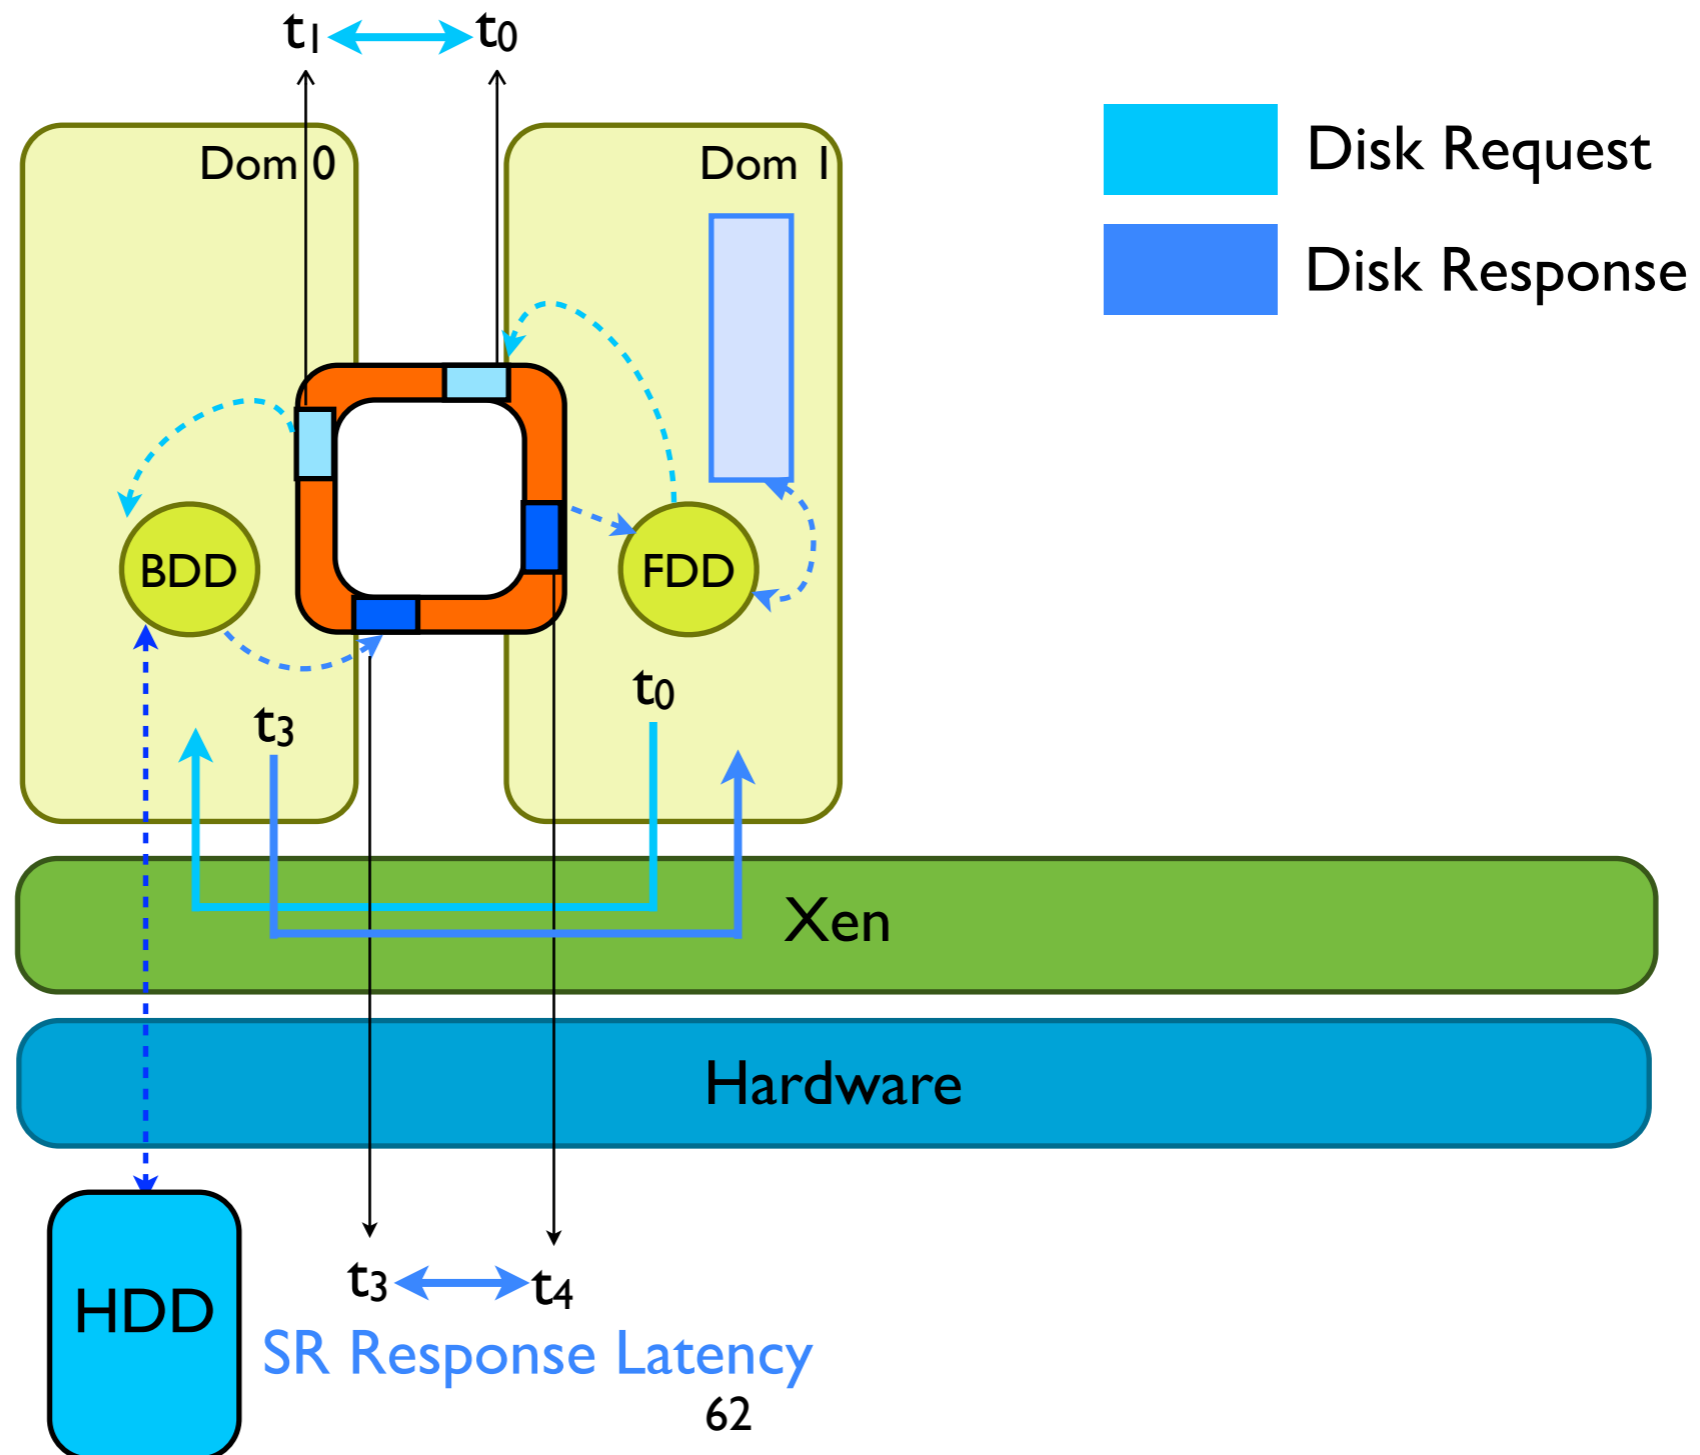 t1 t0
Dom 0
Dom 1
Disk Request
Disk Response
BDD
FDD
t0
t3
Xen
Hardware
t3 t4
HDD
SR Response Latency
62